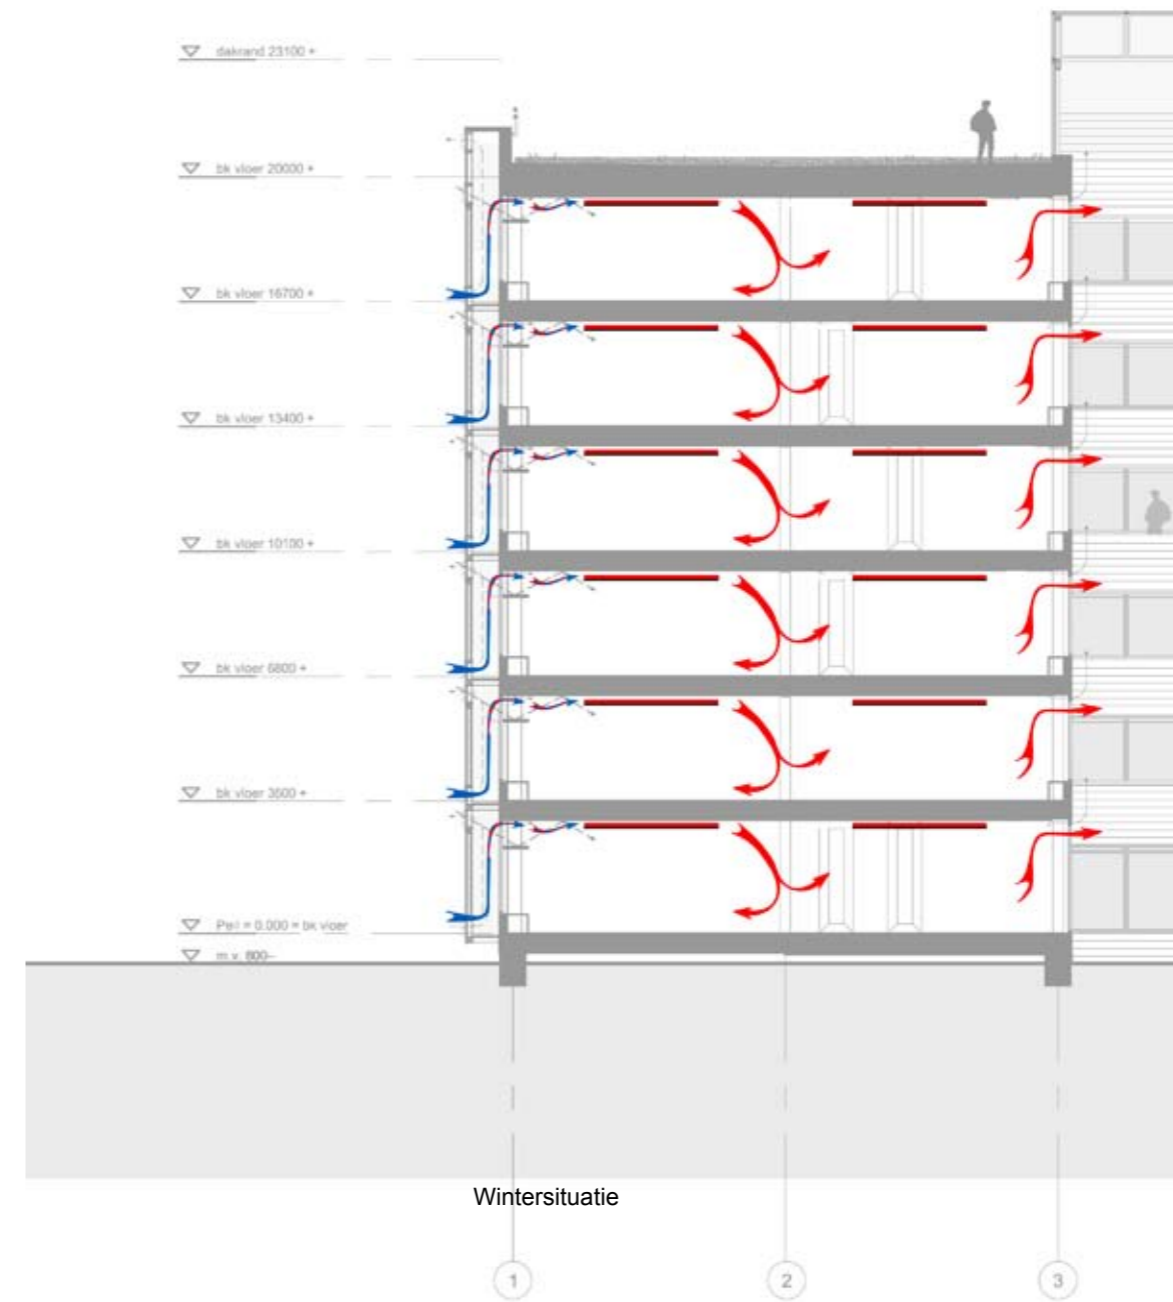 dakrand 23100 +
bk vloer 20000 +
bk vloer 16700 +
bk vloer 13400 +
bk vloer 10100 +
bk vloer 6800 +
bk vloer 3500 +
Peil = 0.000 = bk vloer
m.v. 800-
Wintersituatie
1
2
3